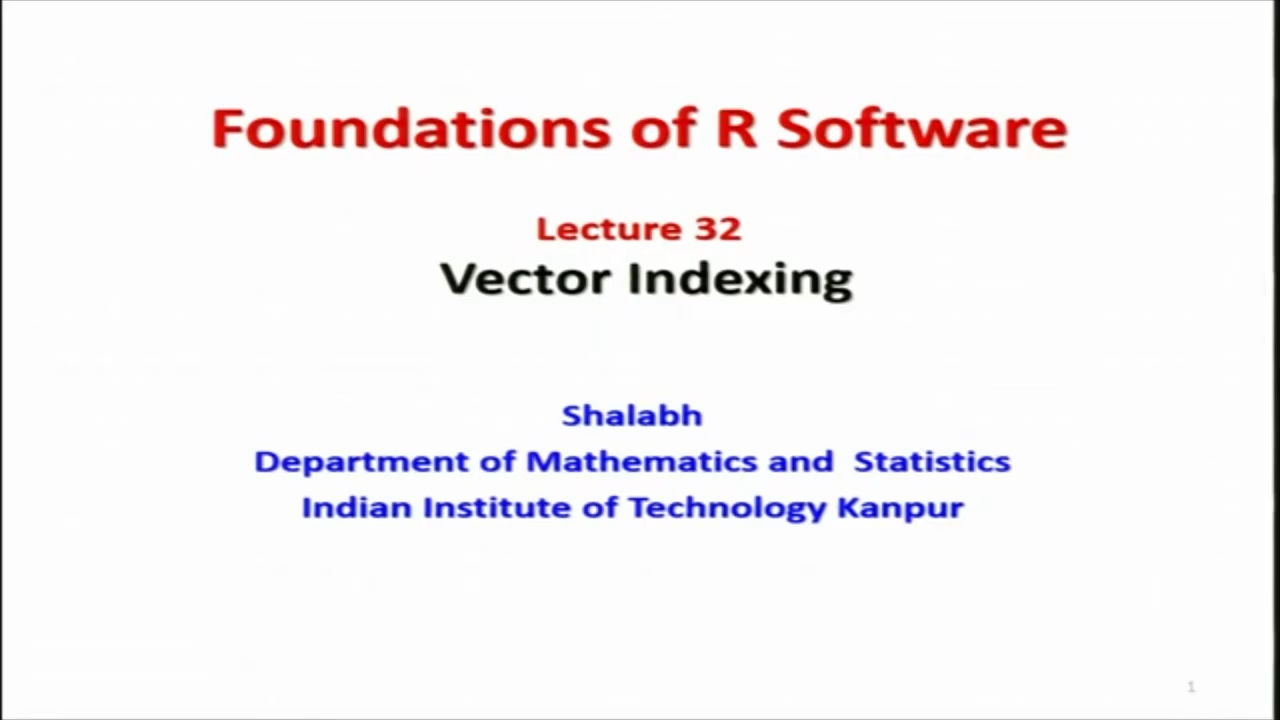 Foundations of R Software
Lecture 32
Vector Indexing
Shalabh
Department of Mathematics and Statistics
Indian Institute of Technology Kanpur
1